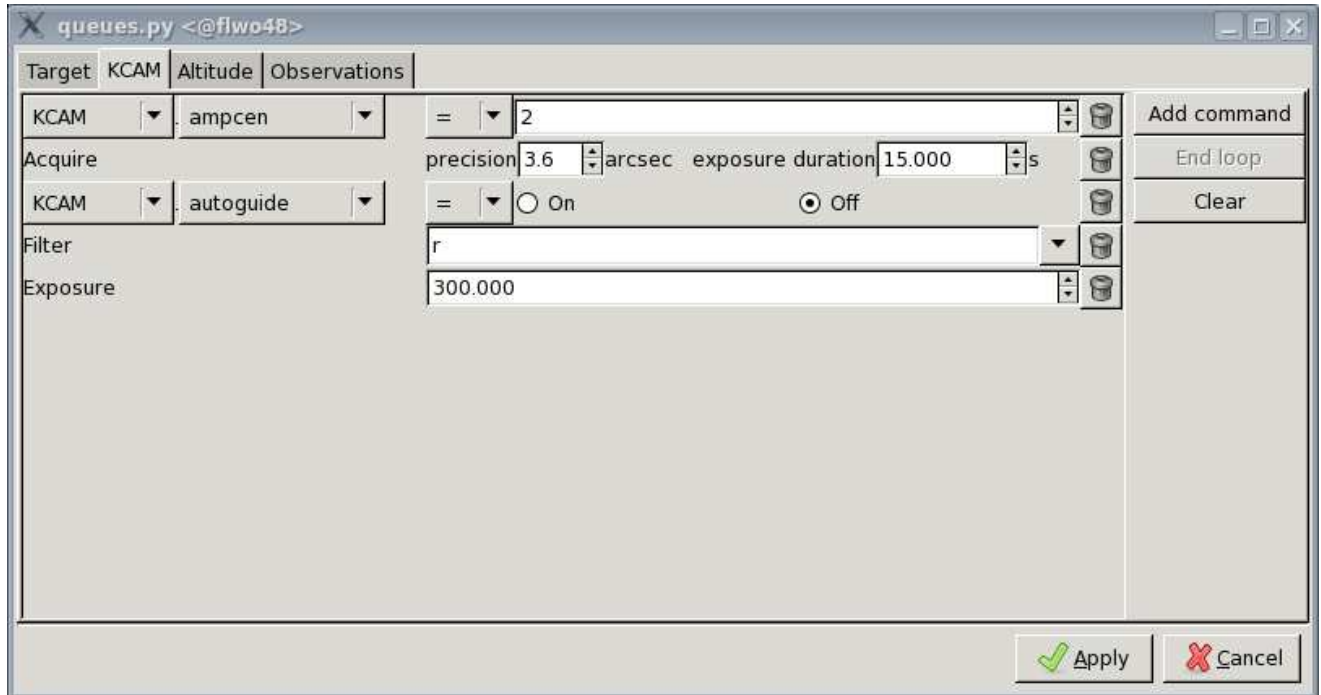 queues.py <@flwo48>
Target KCAM Altitude Observations
KCAM . ampcen = 2 Add command
Acquire precision 3.6 arcsec exposure duration 15.000 s End loop
KCAM . autoguide = On Off Clear
Filter r
Exposure 300.000
Apply Cancel